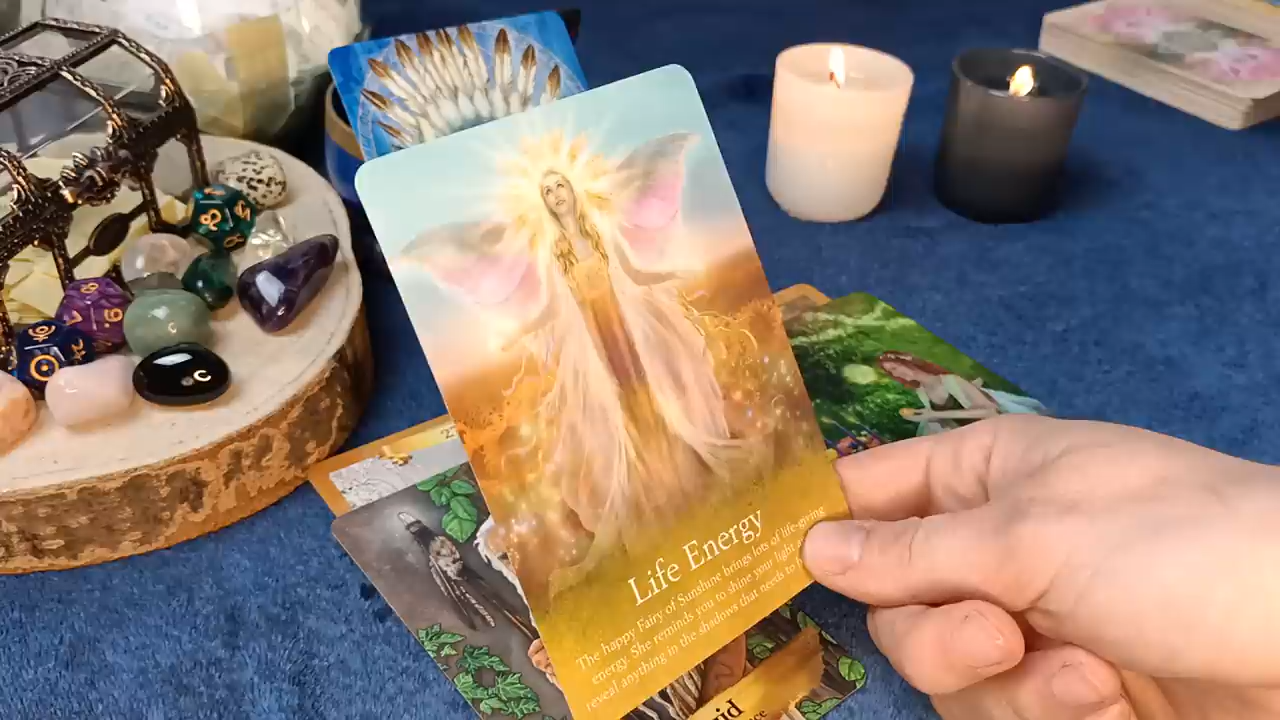 Life Energy
The happy Fairy of Sunshine brings lots of life-giving
energy. She reminds you to shine your light
reveal anything in the shadows that needs to